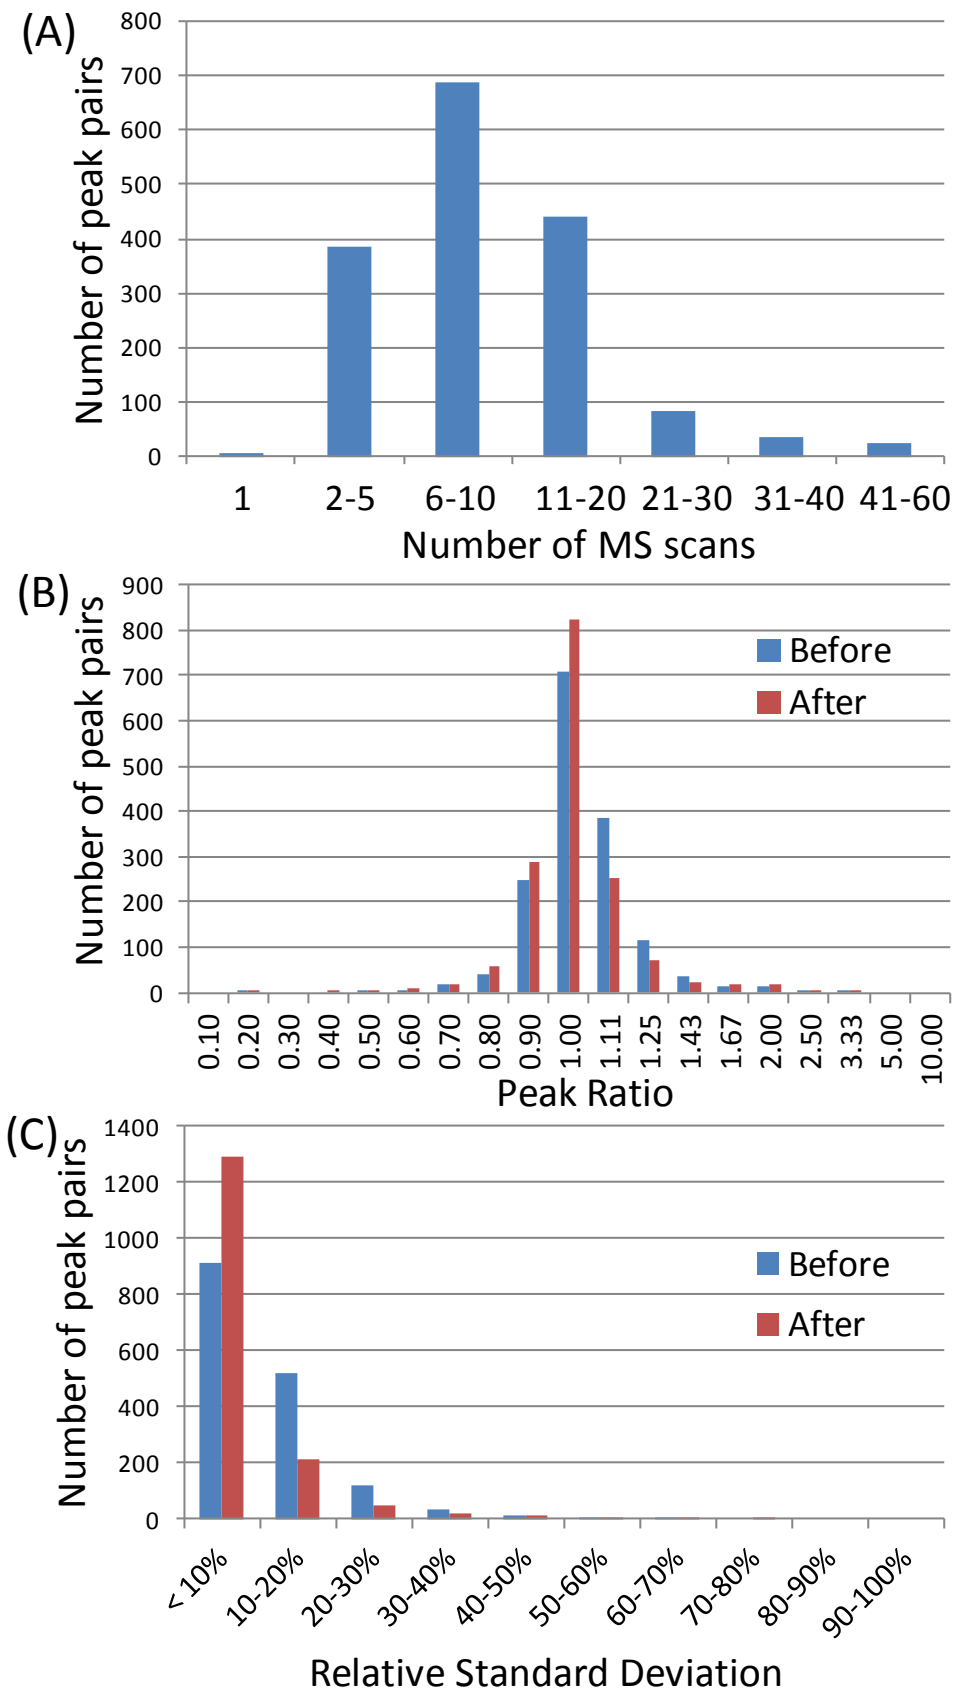 (A)
Number of peak pairs
800
700
600
500
400
300
200
100
0
1 2-5 6-10 11-20 21-30 31-40 41-60
Number of MS scans
(B)
Number of peak pairs
900
800
700
600
500
400
300
200
100
0
Before
After
0.10 0.20 0.30 0.40 0.50 0.60 0.70 0.80 0.90 1.00 1.11 1.25 1.43 1.67 2.00 2.50 3.33 5.00 10.00
Peak Ratio
(C)
Number of peak pairs
1400
1200
1000
800
600
400
200
0
Before
After
<10% 10-20% 20-30% 30-40% 40-50% 50-60% 60-70% 70-80% 80-90% 90-100%
Relative Standard Deviation